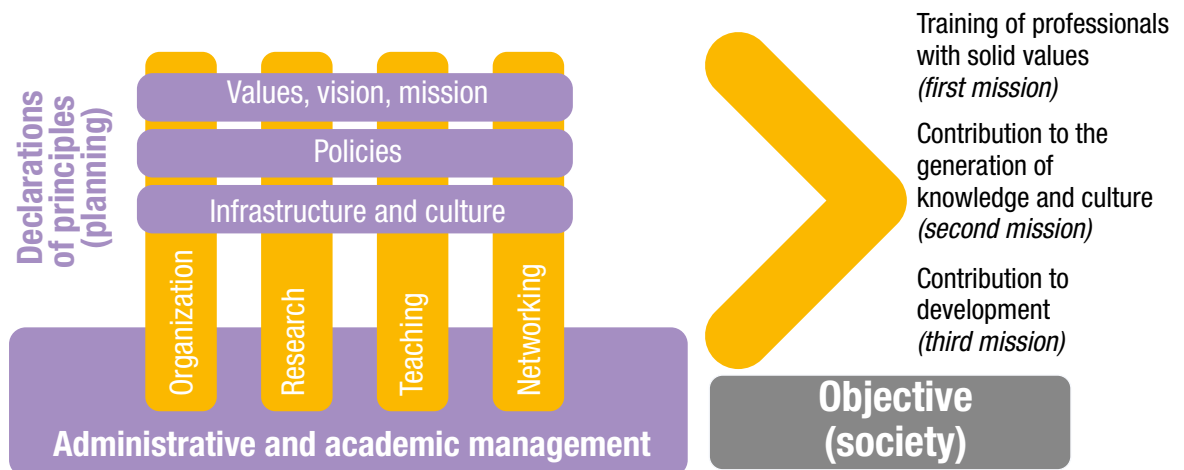 Declarations
of principles
(planning)
Values, vision, mission
Policies
Infrastructure and culture
Organization
Research
Teaching
Networking
Administrative and academic management
Training of professionals
with solid values
(first mission)
Contribution to the
generation of
knowledge and culture
(second mission)
Contribution to
development
(third mission)
Objective
(society)